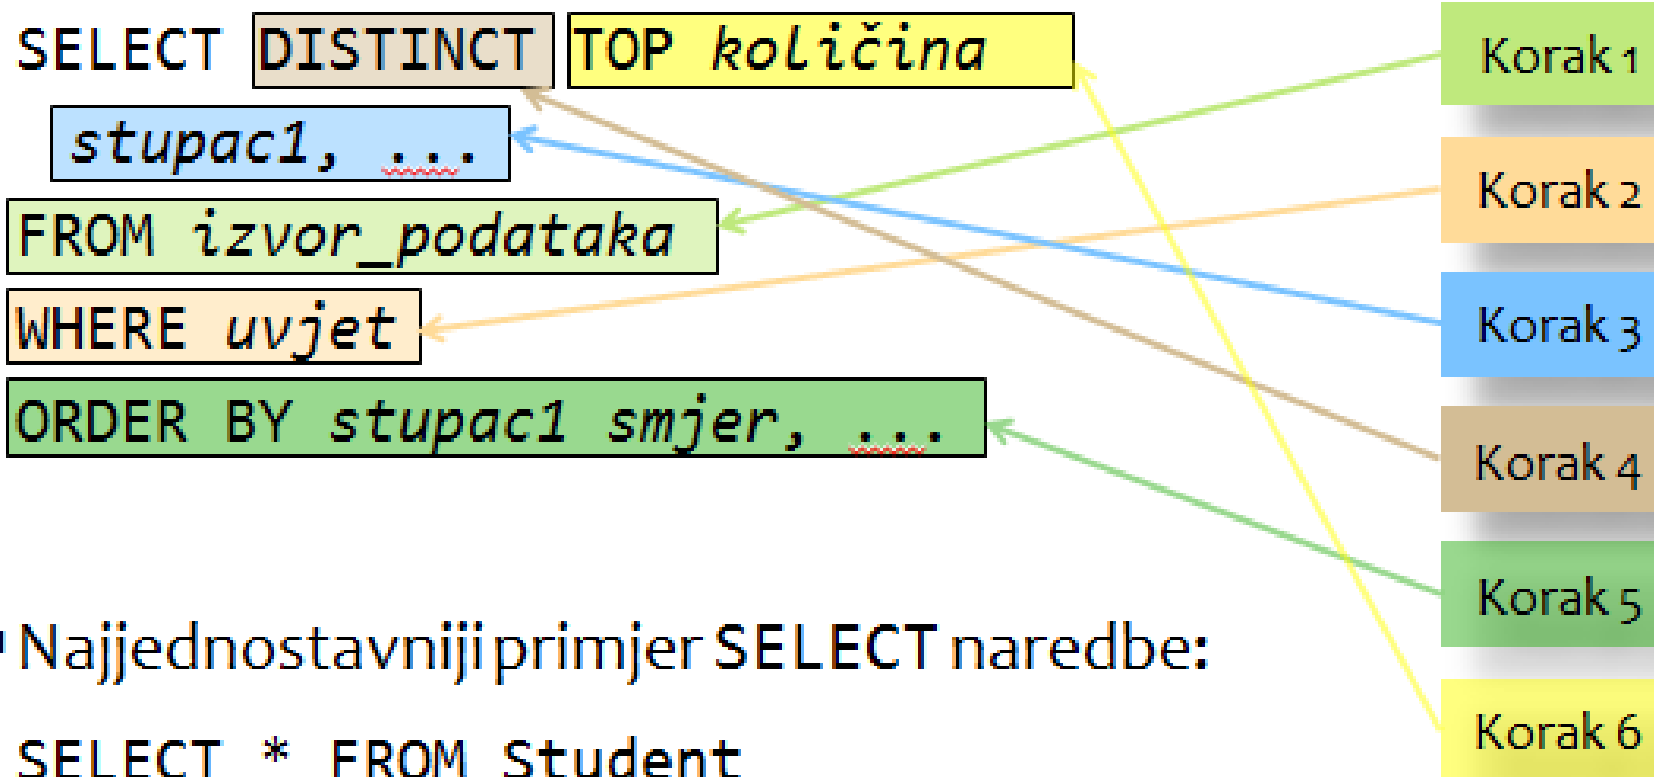 SELECT DISTINCT TOP količina
stupac1, ...
FROM izvor_podataka
WHERE uvjet
ORDER BY stupac1 smjer, ...
Korak 1
Korak 2
Korak 3
Korak 4
Korak 5
Korak 6
Najjednostavniji primjer SELECT naredbe:
SELECT * FROM Student